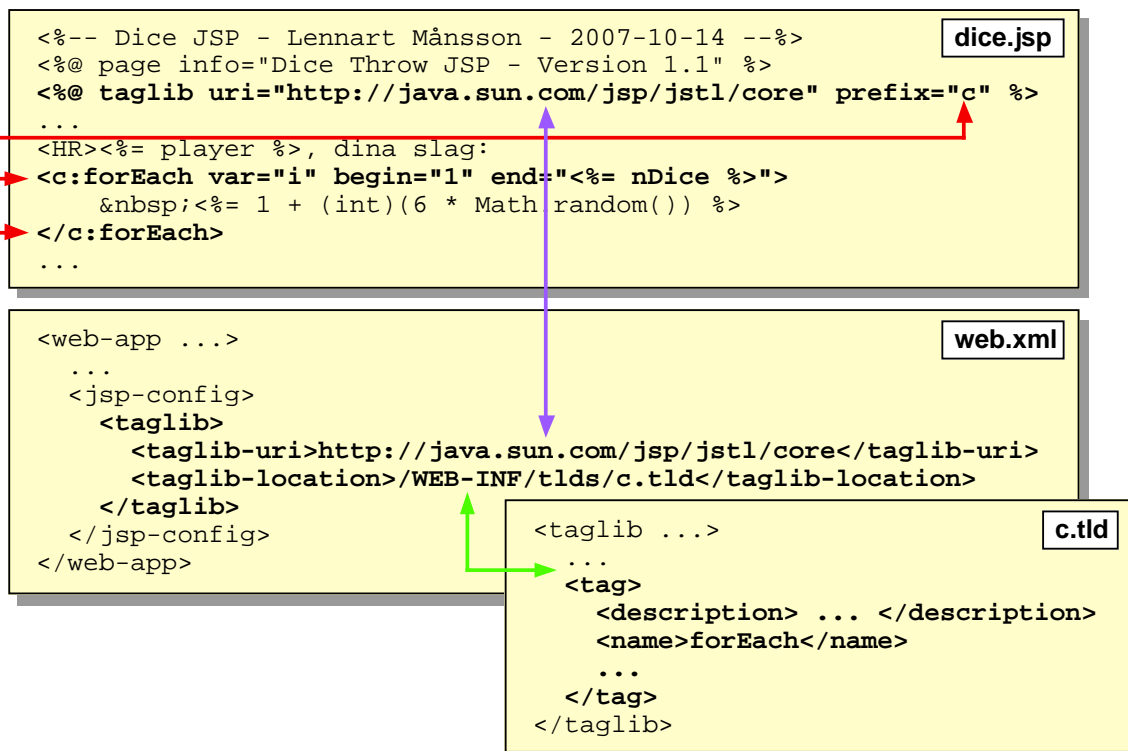 <%-- Dice JSP - Lennart Månsson - 2007-10-14 --%>
dice.jsp
<%@ page info="Dice Throw JSP - Version 1.1" %>
<%@ taglib uri="http://java.sun.com/jsp/jstl/core" prefix="c" %>
...
<HR><%= player %>, dina slag:
<c:forEach var="i" begin="1" end="<%= nDice %>">
&nbsp;<%= 1 + (int)(6 * Math.random()) %>
</c:forEach>
...
<web-app ...>
web.xml
...
<jsp-config>
<taglib>
<taglib-uri>http://java.sun.com/jsp/jstl/core</taglib-uri>
<taglib-location>/WEB-INF/tlds/c.tld</taglib-location>
</taglib>
</jsp-config>
</web-app>
<taglib ...>
c.tld
...
<tag>
<description> ... </description>
<name>forEach</name>
...
</tag>
</taglib>